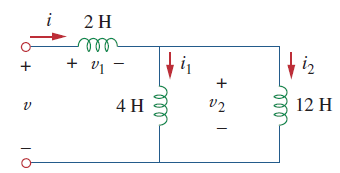 i 2 H
+ + v₁ − i₁ i₂
+
v 4 H v₂ 12 H
−
−